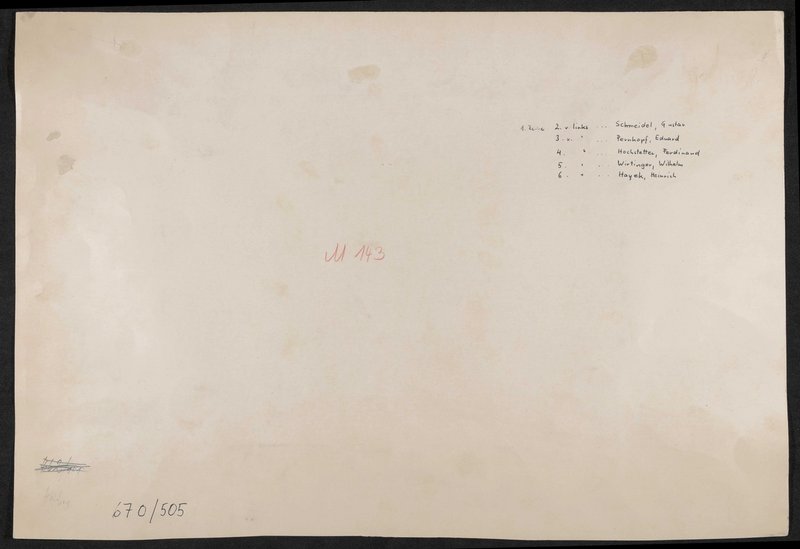 1. Reihe 2. v. links ... Schmeidel, Gustav
3. v. " ... Pernkopf, Eduard
4. " ... Hochstetter, Ferdinand
5. " ... Wirtinger, Wilhelm
6. " ... Hayek, Heinrich
M 143
670/505